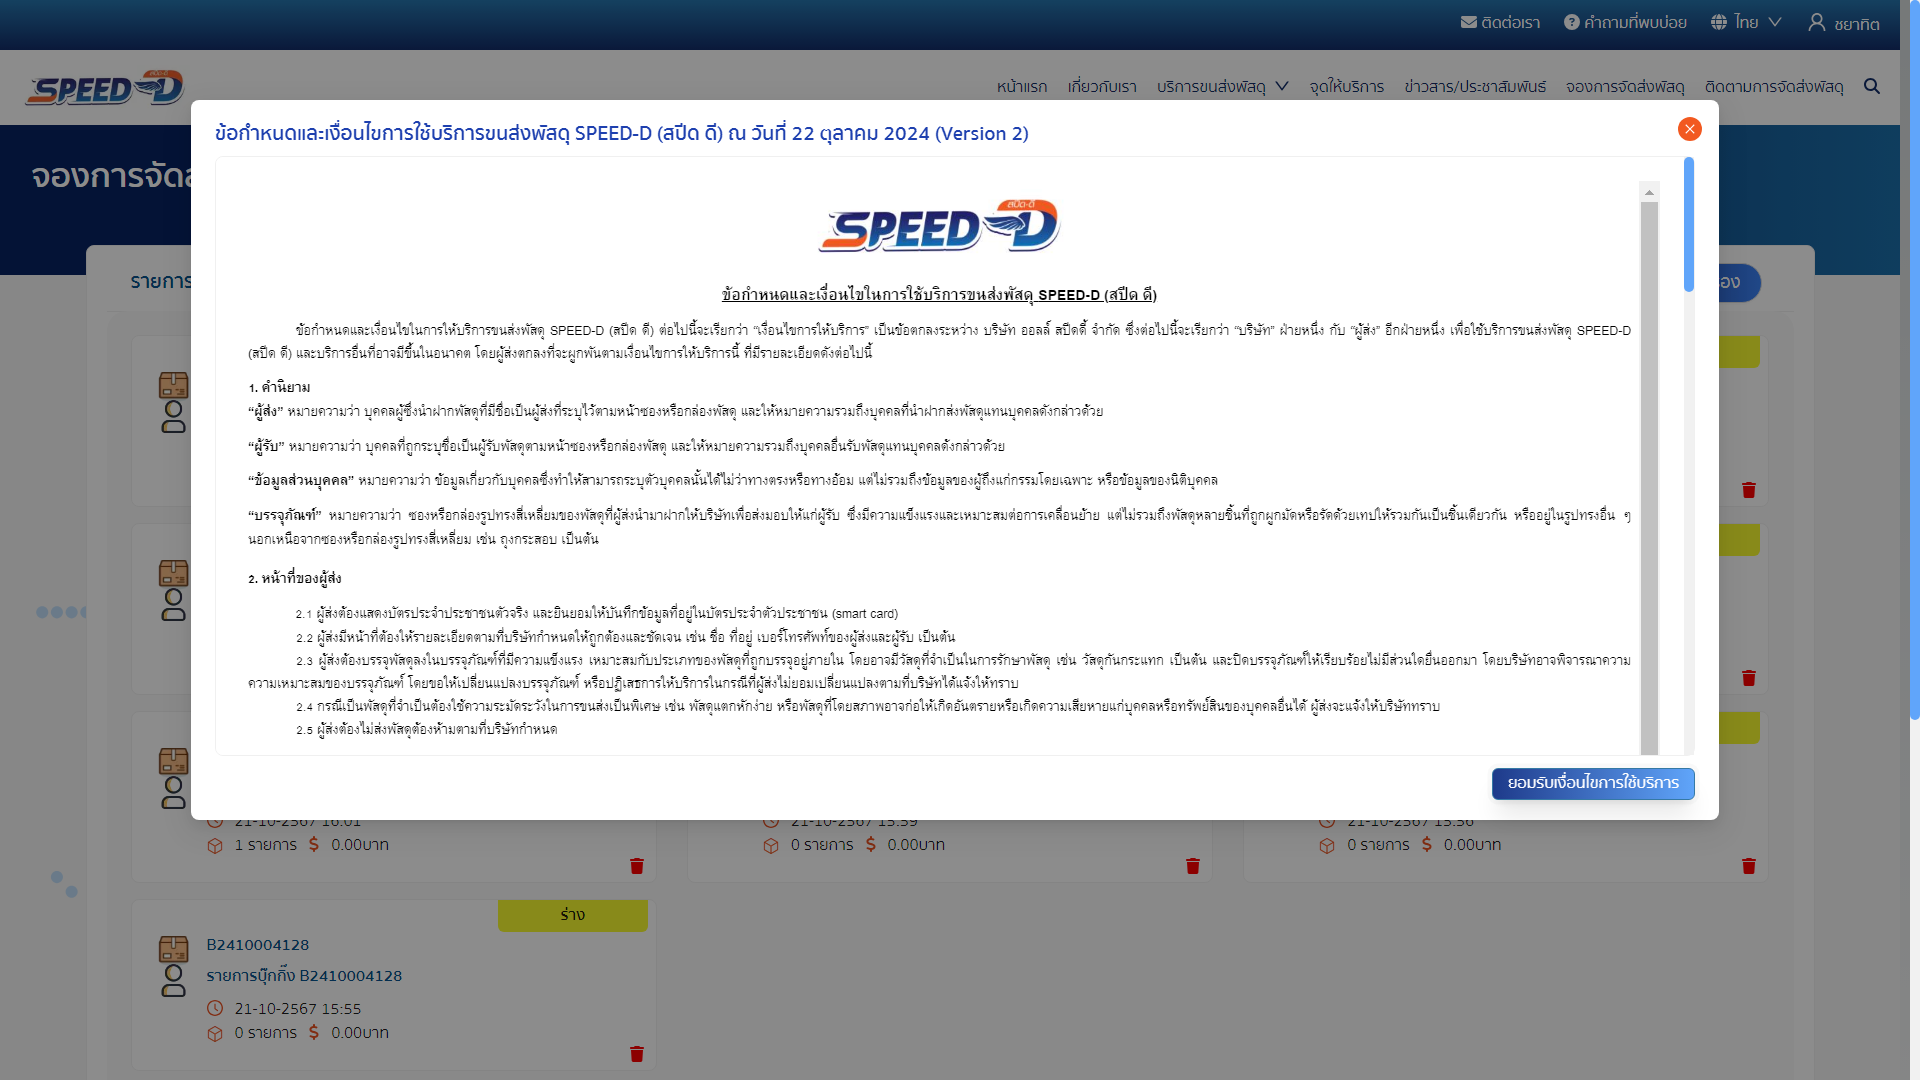 ติดต่อเรา คำถามที่พบบ่อย ไทย ชยาทิต
SPEED-D สปีด-ดี หน้าแรก เกี่ยวกับเรา บริการขนส่งพัสดุ จุดให้บริการ ข่าวสาร/ประชาสัมพันธ์ จองการจัดส่งพัสดุ ติดตามการจัดส่งพัสดุ
ข้อกำหนดและเงื่อนไขการใช้บริการขนส่งพัสดุ SPEED-D (สปีด ดี) ณ วันที่ 22 ตุลาคม 2024 (Version 2)
จองการจัดส
รายการ
อง
สปีด-ดี
SPEED-D
ข้อกำหนดและเงื่อนไขในการใช้บริการขนส่งพัสดุ SPEED-D (สปีด ดี)
ข้อกำหนดและเงื่อนไขในการให้บริการขนส่งพัสดุ SPEED-D (สปีด ดี) ต่อไปนี้จะเรียกว่า “เงื่อนไขการให้บริการ” เป็นข้อตกลงระหว่าง บริษัท ออลล์ สปีดดี้ จำกัด ซึ่งต่อไปนี้จะเรียกว่า “บริษัท” ฝ่ายหนึ่ง กับ “ผู้ส่ง” อีกฝ่ายหนึ่ง เพื่อใช้บริการขนส่งพัสดุ SPEED-D
(สปีด ดี) และบริการอื่นที่อาจมีขึ้นในอนาคต โดยผู้ส่งตกลงที่จะผูกพันตามเงื่อนไขการให้บริการนี้ ที่มีรายละเอียดดังต่อไปนี้
1. คำนิยาม
“ผู้ส่ง” หมายความว่า บุคคลผู้ซึ่งนำฝากพัสดุที่มีชื่อเป็นผู้ส่งที่ระบุไว้ตามหน้าซองหรือกล่องพัสดุ และให้หมายความรวมถึงบุคคลที่นำฝากส่งพัสดุแทนบุคคลดังกล่าวด้วย
“ผู้รับ” หมายความว่า บุคคลที่ถูกระบุชื่อเป็นผู้รับพัสดุตามหน้าซองหรือกล่องพัสดุ และให้หมายความรวมถึงบุคคลอื่นรับพัสดุแทนบุคคลดังกล่าวด้วย
“ข้อมูลส่วนบุคคล” หมายความว่า ข้อมูลเกี่ยวกับบุคคลซึ่งทำให้สามารถระบุตัวบุคคลนั้นได้ไม่ว่าทางตรงหรือทางอ้อม แต่ไม่รวมถึงข้อมูลของผู้ถึงแก่กรรมโดยเฉพาะ หรือข้อมูลของนิติบุคคล
“บรรจุภัณฑ์” หมายความว่า ซองหรือกล่องรูปทรงสี่เหลี่ยมของพัสดุที่ผู้ส่งนำมาฝากให้บริษัทเพื่อส่งมอบให้แก่ผู้รับ ซึ่งมีความแข็งแรงและเหมาะสมต่อการเคลื่อนย้าย แต่ไม่รวมถึงพัสดุหลายชิ้นที่ถูกผูกมัดหรือรัดด้วยเทปให้รวมกันเป็นชิ้นเดียวกัน หรืออยู่ในรูปทรงอื่น ๆ
นอกเหนือจากซองหรือกล่องรูปทรงสี่เหลี่ยม เช่น ถุงกระสอบ เป็นต้น
2. หน้าที่ของผู้ส่ง
2.1 ผู้ส่งต้องแสดงบัตรประจำประชาชนตัวจริง และยินยอมให้บันทึกข้อมูลที่อยู่ในบัตรประจำตัวประชาชน (smart card)
2.2 ผู้ส่งมีหน้าที่ต้องให้รายละเอียดตามที่บริษัทกำหนดให้ถูกต้องและชัดเจน เช่น ชื่อ ที่อยู่ เบอร์โทรศัพท์ของผู้ส่งและผู้รับ เป็นต้น
2.3 ผู้ส่งต้องบรรจุพัสดุลงในบรรจุภัณฑ์ที่มีความแข็งแรง เหมาะสมกับประเภทของพัสดุที่ถูกบรรจุอยู่ภายใน โดยอาจมีวัสดุที่จำเป็นในการรักษาพัสดุ เช่น วัสดุกันกระแทก เป็นต้น และปิดบรรจุภัณฑ์ให้เรียบร้อยไม่มีส่วนใดยื่นออกมา โดยบริษัทอาจพิจารณาความ
ความเหมาะสมของบรรจุภัณฑ์ โดยขอให้เปลี่ยนแปลงบรรจุภัณฑ์ หรือปฏิเสธการให้บริการในกรณีที่ผู้ส่งไม่ยอมเปลี่ยนแปลงตามที่บริษัทได้แจ้งให้ทราบ
2.4 กรณีเป็นพัสดุที่จำเป็นต้องใช้ความระมัดระวังในการขนส่งเป็นพิเศษ เช่น พัสดุแตกหักง่าย หรือพัสดุที่โดยสภาพอาจก่อให้เกิดอันตรายหรือเกิดความเสียหายแก่บุคคลหรือทรัพย์สินของบุคคลอื่นได้ ผู้ส่งจะแจ้งให้บริษัททราบ
2.5 ผู้ส่งต้องไม่ส่งพัสดุต้องห้ามตามที่บริษัทกำหนด
ยอมรับเงื่อนไขการใช้บริการ
21-10-2567 16:01 21-10-2567 15:59 21-10-2567 15:56
1 รายการ $ 0.00บาท 0 รายการ $ 0.00บาท 0 รายการ $ 0.00บาท
ร่าง
B2410004128
รายการบุ๊กกิ๊ง B2410004128
21-10-2567 15:55
0 รายการ $ 0.00บาท